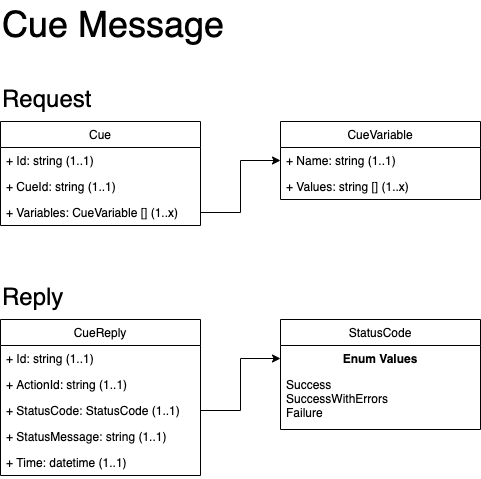 Cue Message
Request
Cue
+ Id: string (1..1)
+ CueId: string (1..1)
+ Variables: CueVariable [] (1..x)
CueVariable
+ Name: string (1..1)
+ Values: string [] (1..x)
Reply
CueReply
+ Id: string (1..1)
+ ActionId: string (1..1)
+ StatusCode: StatusCode (1..1)
+ StatusMessage: string (1..1)
+ Time: datetime (1..1)
StatusCode
Enum Values
Success
SuccessWithErrors
Failure